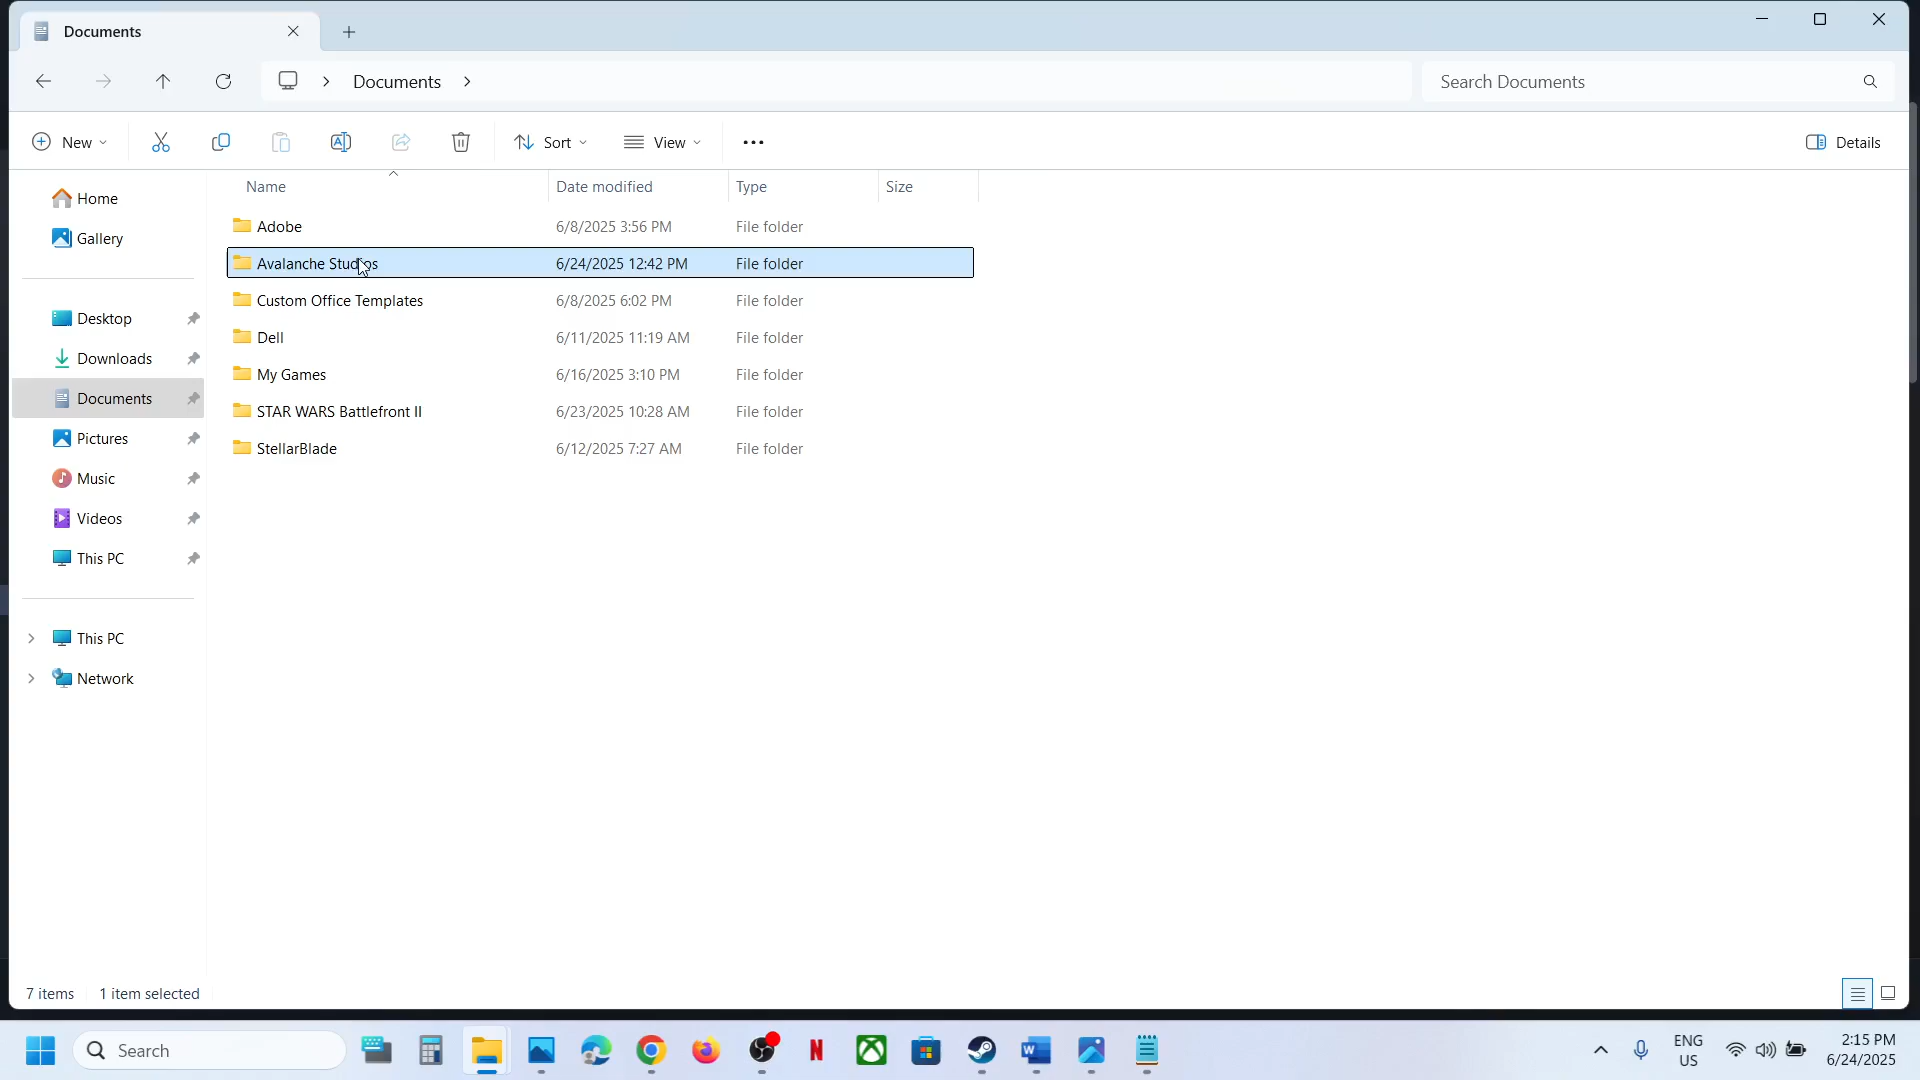 Documents
Documents
Search Documents
New
Sort
View
Details
Name
Date modified
Type
Size
Home
Gallery
Desktop
Downloads
Documents
Pictures
Music
Videos
This PC
This PC
Network
Adobe 6/8/2025 3:56 PM File folder
Avalanche Studios 6/24/2025 12:42 PM File folder
Custom Office Templates 6/8/2025 6:02 PM File folder
Dell 6/11/2025 11:19 AM File folder
My Games 6/16/2025 3:10 PM File folder
STAR WARS Battlefront II 6/23/2025 10:28 AM File folder
StellarBlade 6/12/2025 7:27 AM File folder
7 items 1 item selected
Search
ENG
US
2:15 PM
6/24/2025